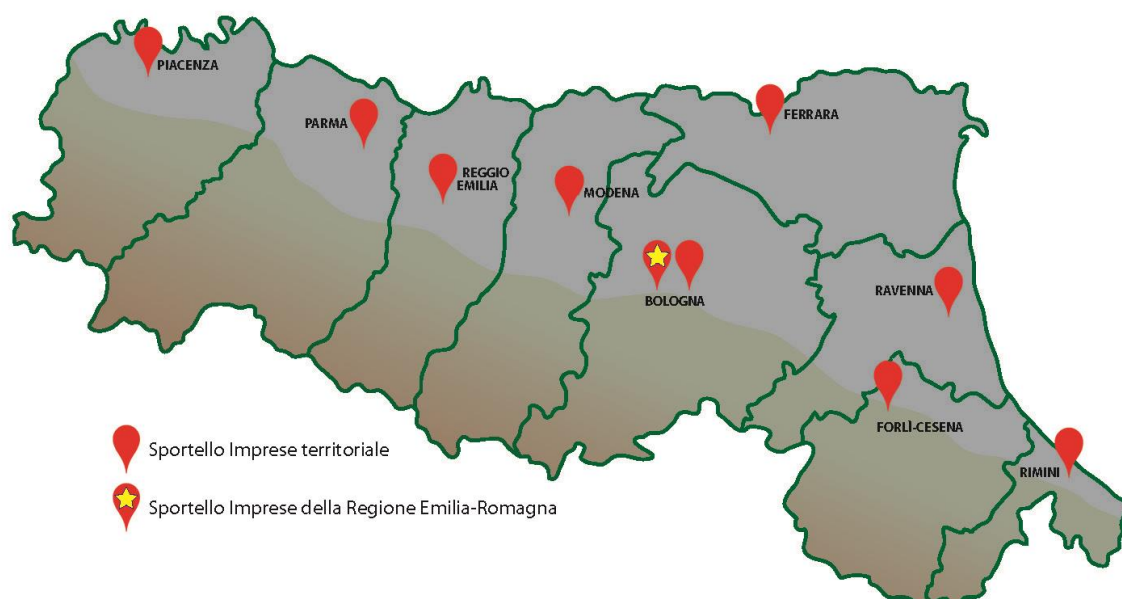 PIACENZA
PARMA
REGGIO
EMILIA
MODENA
FERRARA
BOLOGNA
RAVENNA
FORLÌ-CESENA
RIMINI
Sportello Imprese territoriale
Sportello Imprese della Regione Emilia-Romagna